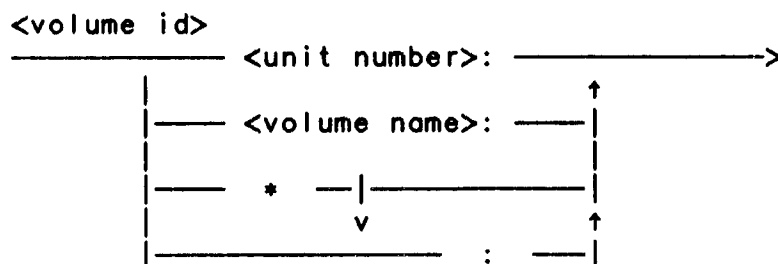 <volume id>
<unit number>:
<volume name>:
*
: